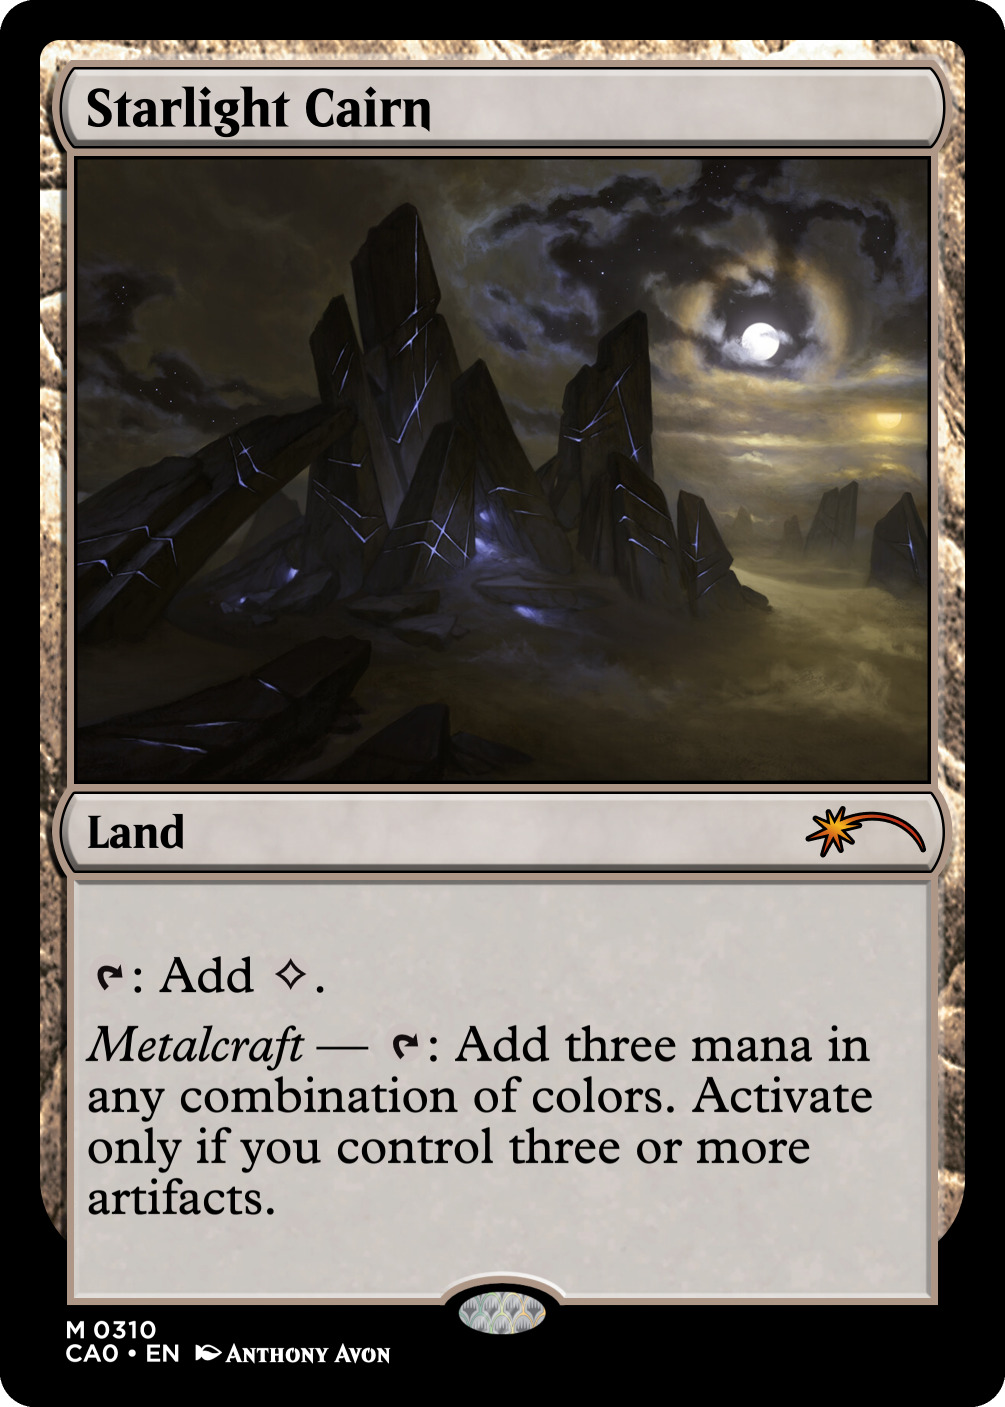 Starlight Cairn
Land
: Add .
Metalcraft — : Add three mana in
any combination of colors. Activate
only if you control three or more
artifacts.
M 0310
CAO • EN ANTHONY AVON